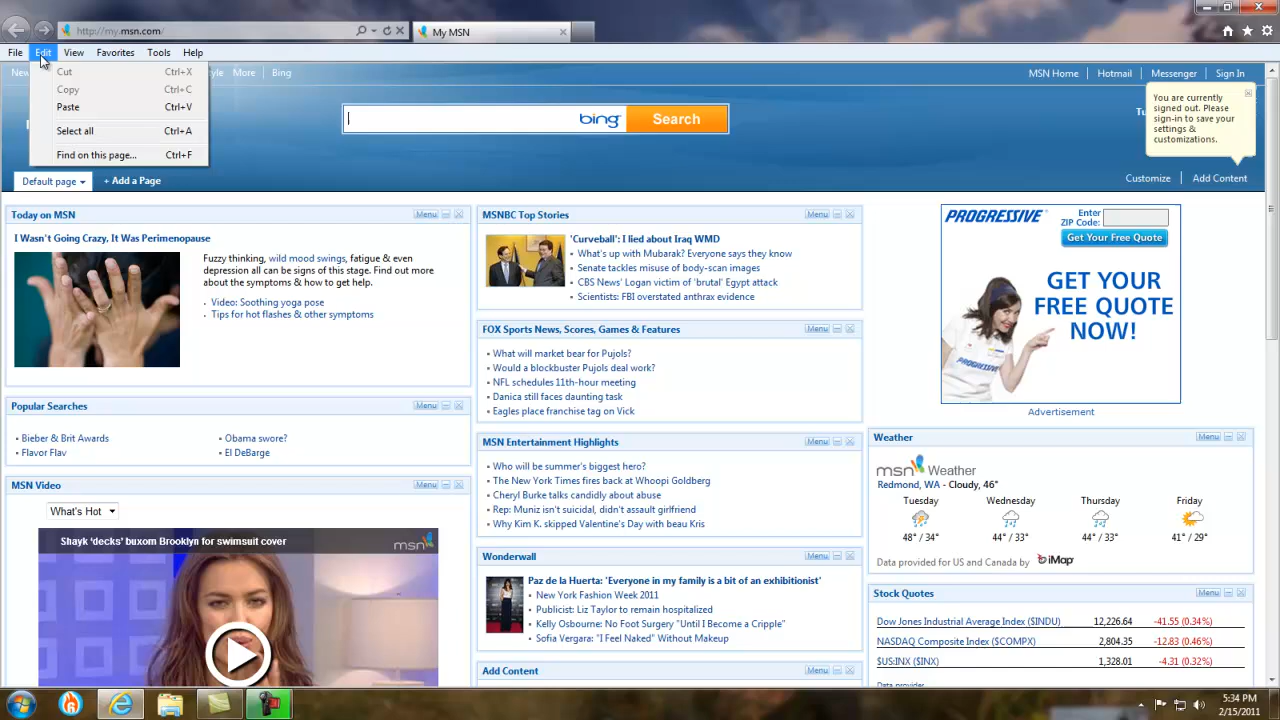 http://my.msn.com/
My MSN
File Edit View Favorites Tools Help
Cut Ctrl+X
Copy Ctrl+C
Paste Ctrl+V
Select all Ctrl+A
Find on this page... Ctrl+F
More Bing
MSN Home Hotmail Messenger Sign In
You are currently
signed out. Please
sign-in to save your
settings &
customizations.
bing Search
Default page + Add a Page
Customize Add Content
Today on MSN Menu
I Wasn't Going Crazy, It Was Perimenopause
Fuzzy thinking, wild mood swings, fatigue & even
depression all can be signs of this stage. Find out more
about the symptoms & how to get help.
Video: Soothing yoga pose
Tips for hot flashes & other symptoms
Popular Searches Menu
Bieber & Brit Awards Obama swore?
Flavor Flav El DeBarge
MSN Video Menu
What's Hot
Shayk 'decks' buxom Brooklyn for swimsuit cover
msn
MSNBC Top Stories Menu
'Curveball': I lied about Iraq WMD
What's up with Mubarak? Everyone says they know
Senate tackles misuse of body-scan images
CBS News' Logan victim of 'brutal' Egypt attack
Scientists: FBI overstated anthrax evidence
FOX Sports News, Scores, Games & Features Menu
What will market bear for Pujols?
Would a blockbuster Pujols deal work?
NFL schedules 11th-hour meeting
Danica still faces daunting task
Eagles place franchise tag on Vick
MSN Entertainment Highlights Menu
Who will be summer's biggest hero?
The New York Times fires back at Whoopi Goldberg
Cheryl Burke talks candidly about abuse
Rep: Muniz isn't suicidal, didn't assault girlfriend
Why Kim K. skipped Valentine's Day with beau Kris
Wonderwall Menu
Paz de la Huerta: 'Everyone in my family is a bit of an exhibitionist'
New York Fashion Week 2011
Publicist: Liz Taylor to remain hospitalized
Kelly Osbourne: No Foot Surgery "Until I Become a Cripple"
Sofia Vergara: "I Feel Naked" Without Makeup
Add Content Menu
PROGRESSIVE
Enter
ZIP Code:
Get Your Free Quote
GET YOUR
FREE QUOTE
NOW!
PROGRESSIVE
Advertisement
Weather Menu
msn Weather
Redmond, WA - Cloudy, 46°
Tuesday Wednesday Thursday Friday
48° / 34° 44° / 33° 44° / 33° 41° / 29°
Data provided for US and Canada by iMap
Stock Quotes Menu
Dow Jones Industrial Average Index ($INDU) 12,226.64 -41.55 (0.34%)
NASDAQ Composite Index ($COMPX) 2,804.35 -12.83 (0.46%)
$US:INX ($INX) 1,328.01 -4.31 (0.32%)
5:34 PM
2/15/2011